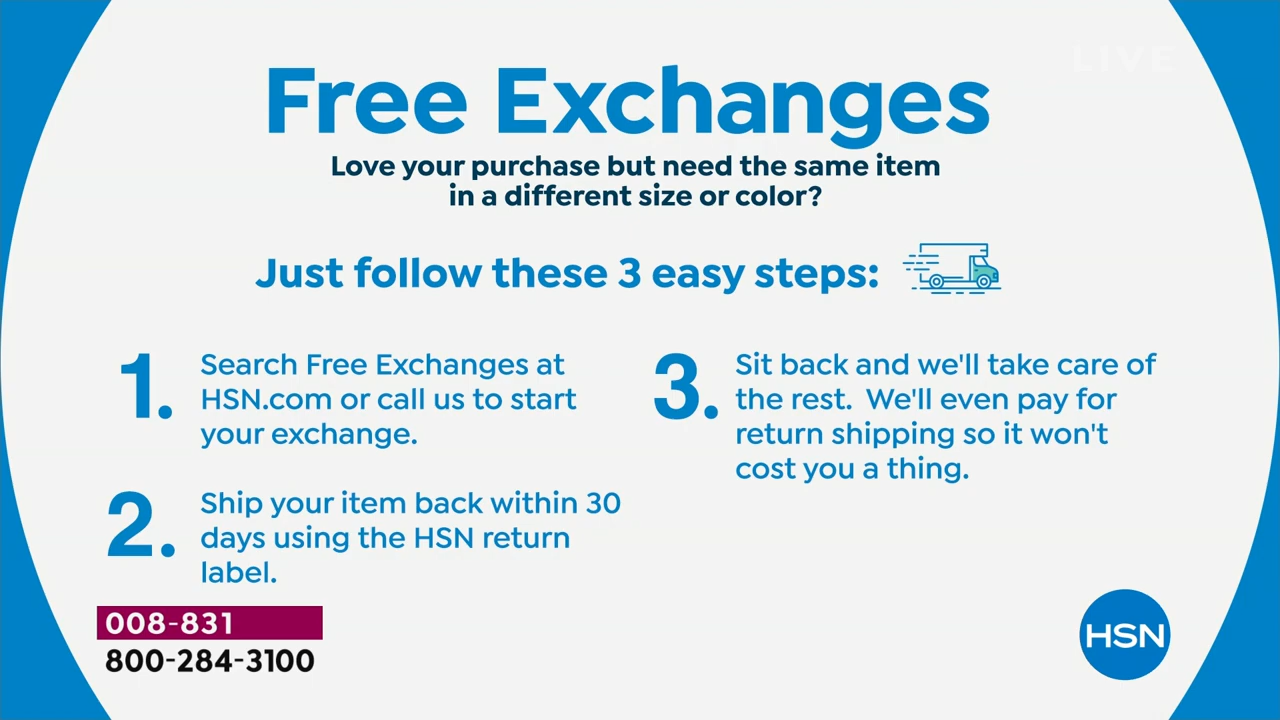 LIVE
Free Exchanges
Love your purchase but need the same item
in a different size or color?
Just follow these 3 easy steps:
1. Search Free Exchanges at
HSN.com or call us to start
your exchange.
2. Ship your item back within 30
days using the HSN return
label.
3. Sit back and we'll take care of
the rest.  We'll even pay for
return shipping so it won't
cost you a thing.
008-831
800-284-3100
HSN